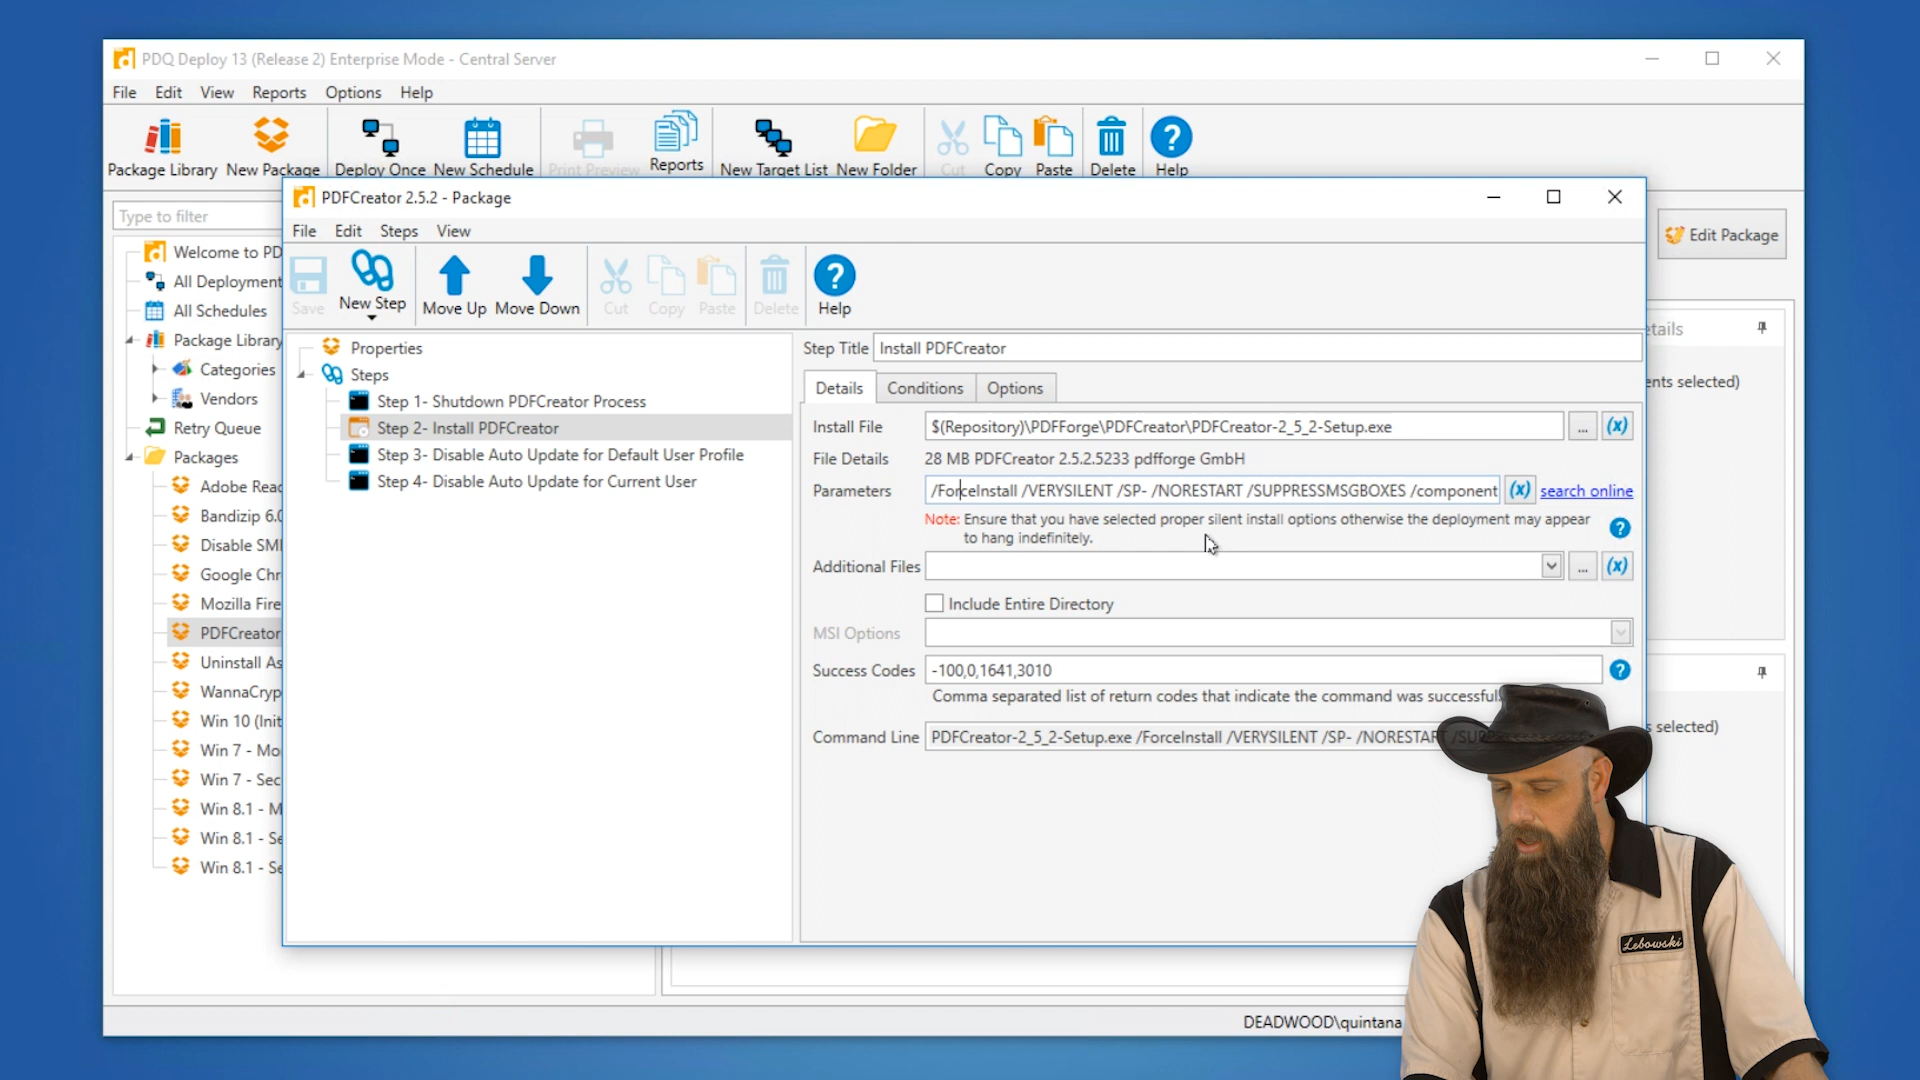 PDQ Deploy 13 (Release 2) Enterprise Mode - Central Server
File Edit View Reports Options Help
Package Library New Package Deploy Once New Schedule Print Preview Reports New Target List New Folder Cut Copy Paste Delete Help
PDFCreator 2.5.2 - Package
Type to filter
File Edit Steps View
Edit Package
Welcome to PD
All Deployment
All Schedules
Package Library
Categories
Vendors
Retry Queue
Packages
Adobe Reac
Bandizip 6.0
Disable SMI
Google Chr
Mozilla Fire
PDFCreator
Uninstall As
WannaCryp
Win 10 (Init
Win 7 - Mo
Win 7 - Sec
Win 8.1 - M
Win 8.1 - Se
Win 8.1 - Se
Save New Step Move Up Move Down Cut Copy Paste Delete Help
Properties
Steps
Step 1- Shutdown PDFCreator Process
Step 2- Install PDFCreator
Step 3- Disable Auto Update for Default User Profile
Step 4- Disable Auto Update for Current User
Step Title Install PDFCreator
Details Conditions Options
Install File $(Repository)\PDFForge\PDFCreator\PDFCreator-2_5_2-Setup.exe ... (x)
File Details 28 MB PDFCreator 2.5.2.5233 pdfforge GmbH
Parameters /ForceInstall /VERYSILENT /SP- /NORESTART /SUPPRESSMSGBOXES /component (x) search online
Note: Ensure that you have selected proper silent install options otherwise the deployment may appear
to hang indefinitely.
?
Additional Files ... (x)
Include Entire Directory
MSI Options
Success Codes -100,0,1641,3010 ?
Comma separated list of return codes that indicate the command was successful.
Command Line PDFCreator-2_5_2-Setup.exe /ForceInstall /VERYSILENT /SP- /NORESTART /SUPP
etails
ents selected)
s selected)
Lebowski
DEADWOOD\quintana